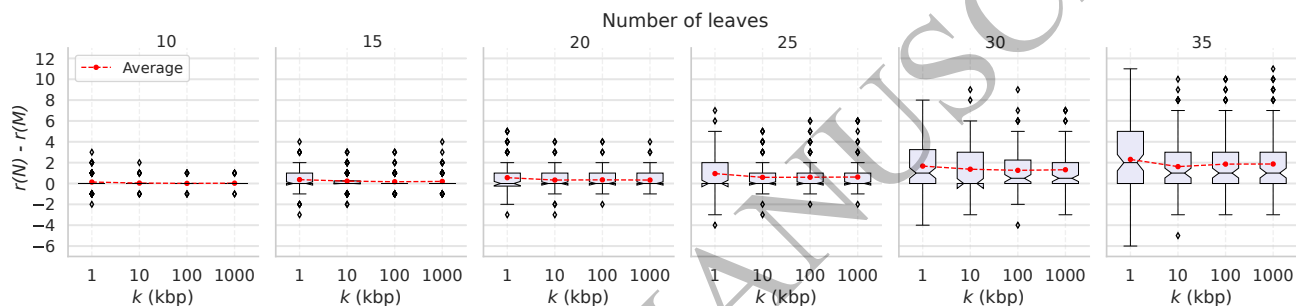 Number of leaves
10 15 20 25 30 35
Average
r(N) - r(M)
12
10
8
6
4
2
0
−2
−4
−6
1 10 100 1000 1 10 100 1000 1 10 100 1000 1 10 100 1000 1 10 100 1000 1 10 100 1000
k (kbp) k (kbp) k (kbp) k (kbp) k (kbp) k (kbp)
ANUSC